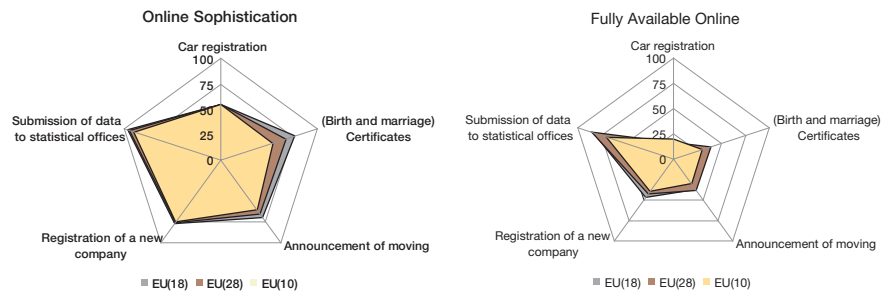 Online Sophistication
Car registration
100
75
50
25
0
(Birth and marriage)
Certificates
Announcement of moving
Registration of a new
company
Submission of data
to statistical offices
EU(18) EU(28) EU(10)
Fully Available Online
Car registration
100
75
50
25
0
(Birth and marriage)
Certificates
Announcement of moving
Registration of a new
company
Submission of data
to statistical offices
EU(18) EU(28) EU(10)